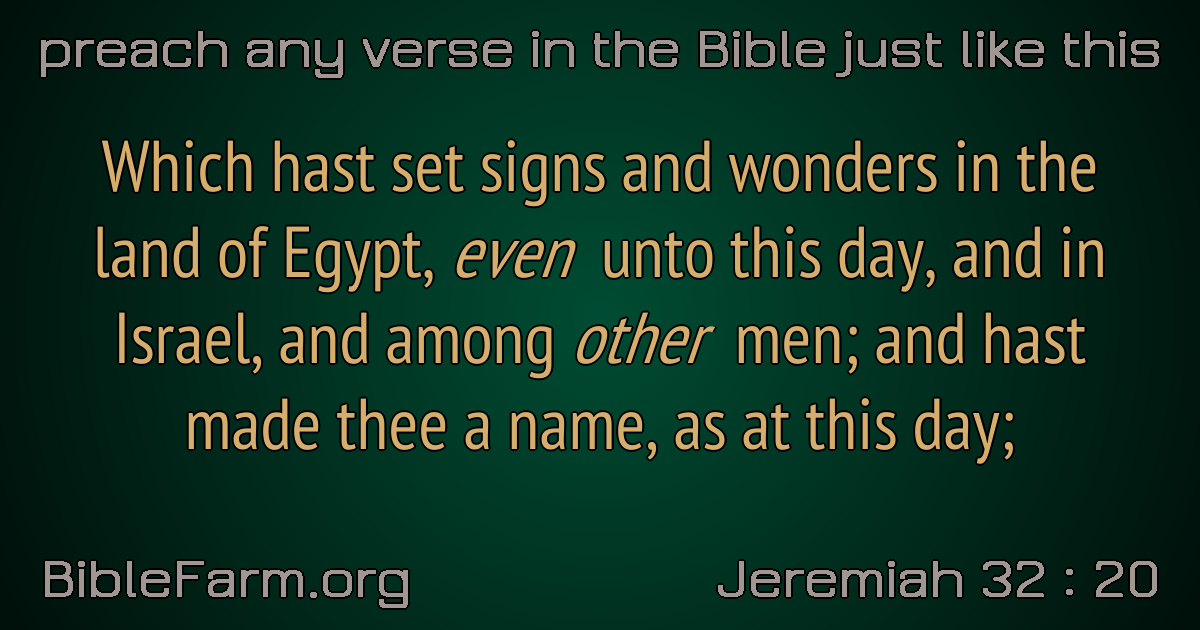 preach any verse in the Bible just like this
Which hast set signs and wonders in the
land of Egypt, even unto this day, and in
Israel, and among other men; and hast
made thee a name, as at this day;
BibleFarm.org
Jeremiah 32 : 20